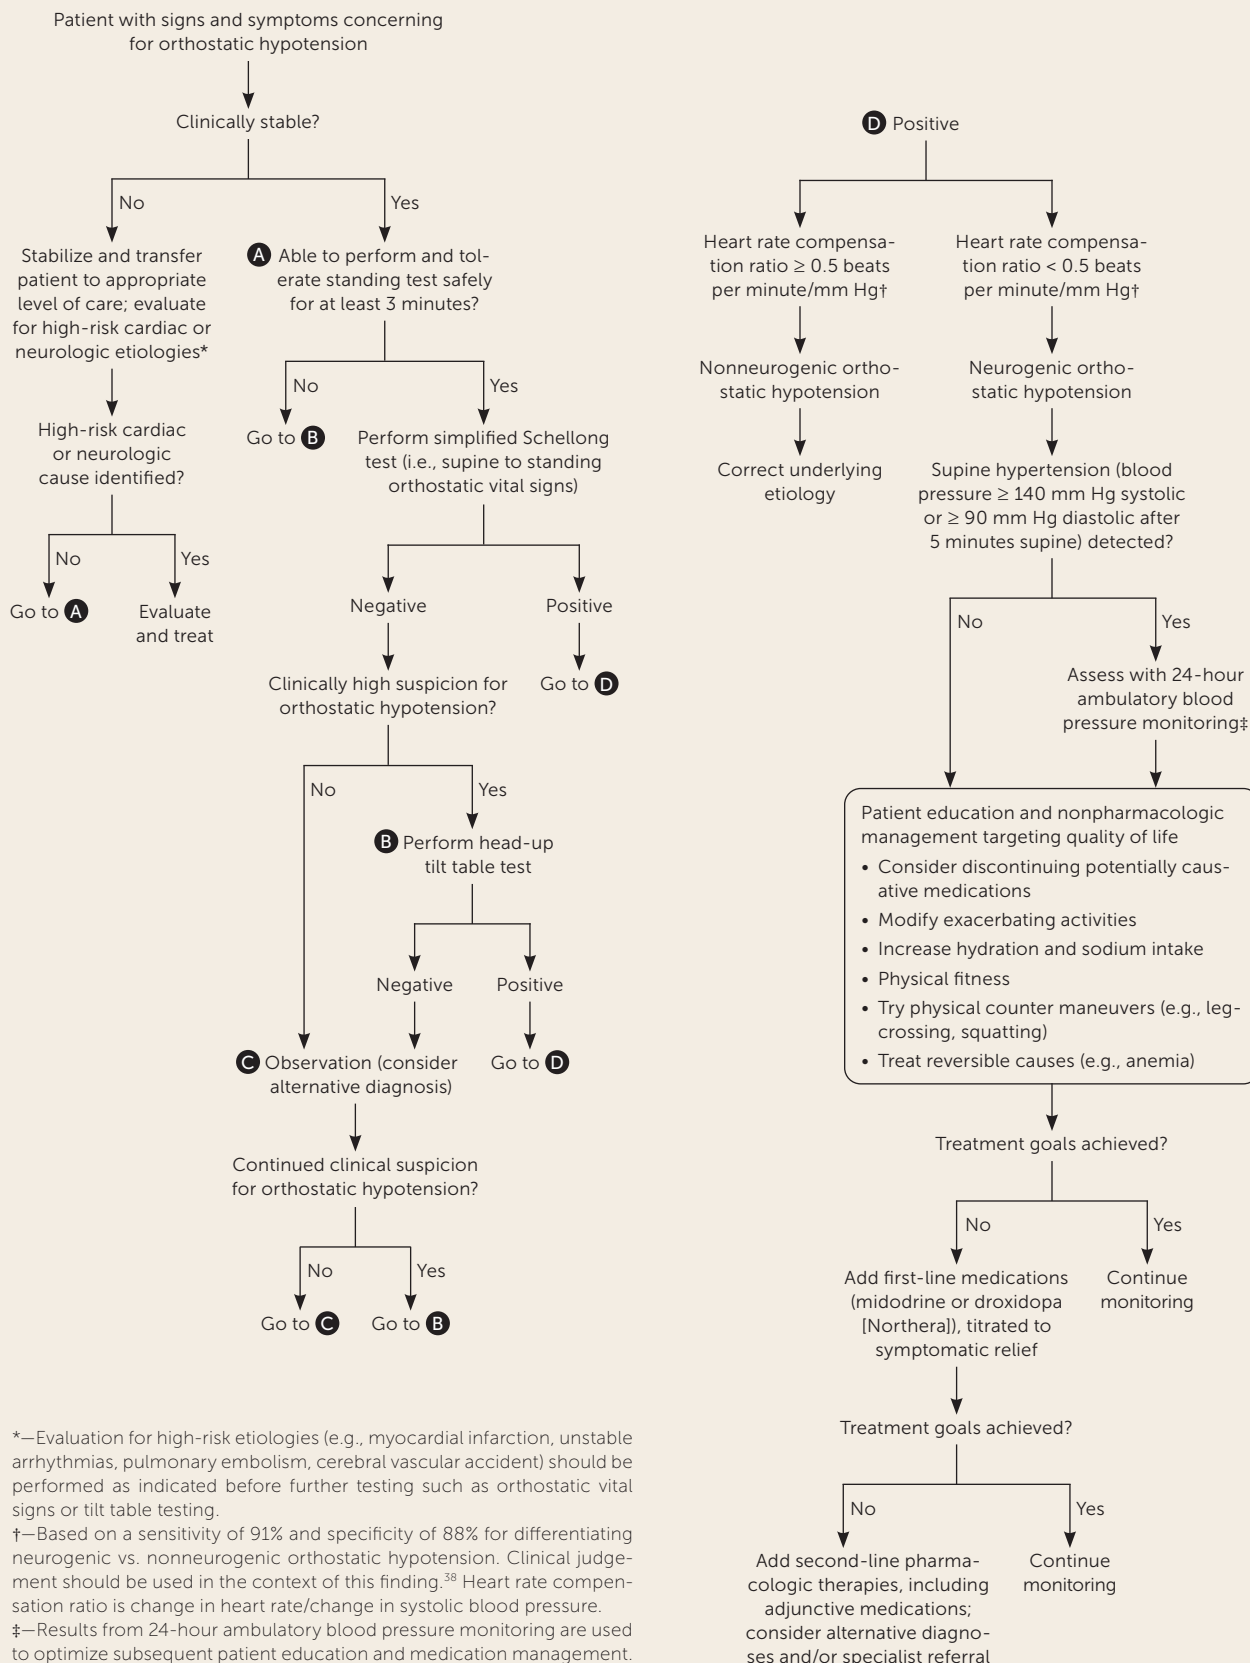 Patient with signs and symptoms concerning
for orthostatic hypotension
Clinically stable?
No
Yes
Stabilize and transfer
patient to appropriate
level of care; evaluate
for high-risk cardiac or
neurologic etiologies*
A Able to perform and tol-
erate standing test safely
for at least 3 minutes?
High-risk cardiac
or neurologic
cause identified?
No
Yes
Go to A
Evaluate
and treat
No
Yes
Go to B
Perform simplified Schellong
test (i.e., supine to standing
orthostatic vital signs)
Negative
Positive
Clinically high suspicion for
orthostatic hypotension?
Go to D
No
Yes
B Perform head-up
tilt table test
Negative
Positive
C Observation (consider
alternative diagnosis)
Go to D
Continued clinical suspicion
for orthostatic hypotension?
No
Yes
Go to C
Go to B
*—Evaluation for high-risk etiologies (e.g., myocardial infarction, unstable
arrhythmias, pulmonary embolism, cerebral vascular accident) should be
performed as indicated before further testing such as orthostatic vital
signs or tilt table testing.
†—Based on a sensitivity of 91% and specificity of 88% for differentiating
neurogenic vs. nonneurogenic orthostatic hypotension. Clinical judge-
ment should be used in the context of this finding.38 Heart rate compen-
sation ratio is change in heart rate/change in systolic blood pressure.
‡—Results from 24-hour ambulatory blood pressure monitoring are used
to optimize subsequent patient education and medication management.
D Positive
Heart rate compensa-
tion ratio ≥ 0.5 beats
per minute/mm Hg†
Nonneurogenic ortho-
static hypotension
Correct underlying
etiology
Heart rate compensa-
tion ratio < 0.5 beats
per minute/mm Hg†
Neurogenic ortho-
static hypotension
Supine hypertension (blood
pressure ≥ 140 mm Hg systolic
or ≥ 90 mm Hg diastolic after
5 minutes supine) detected?
No
Yes
Assess with 24-hour
ambulatory blood
pressure monitoring‡
Patient education and nonpharmacologic
management targeting quality of life
• Consider discontinuing potentially caus-
ative medications
• Modify exacerbating activities
• Increase hydration and sodium intake
• Physical fitness
• Try physical counter maneuvers (e.g., leg-
crossing, squatting)
• Treat reversible causes (e.g., anemia)
Treatment goals achieved?
No
Yes
Add first-line medications
(midodrine or droxidopa
[Northera]), titrated to
symptomatic relief
Continue
monitoring
Treatment goals achieved?
No
Yes
Add second-line pharma-
cologic therapies, including
adjunctive medications;
consider alternative diagno-
ses and/or specialist referral
Continue
monitoring